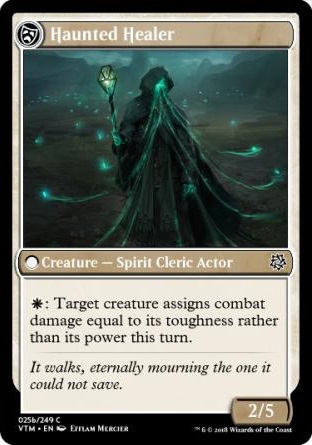 Haunted Healer
Creature — Spirit Cleric Actor
: Target creature assigns combat
damage equal to its toughness rather
than its power this turn.
It walks, eternally mourning the one it
could not save.
2/5
025b/249 C
VTM • EN Efflam Mercier
™ & © 2018 Wizards of the Coast